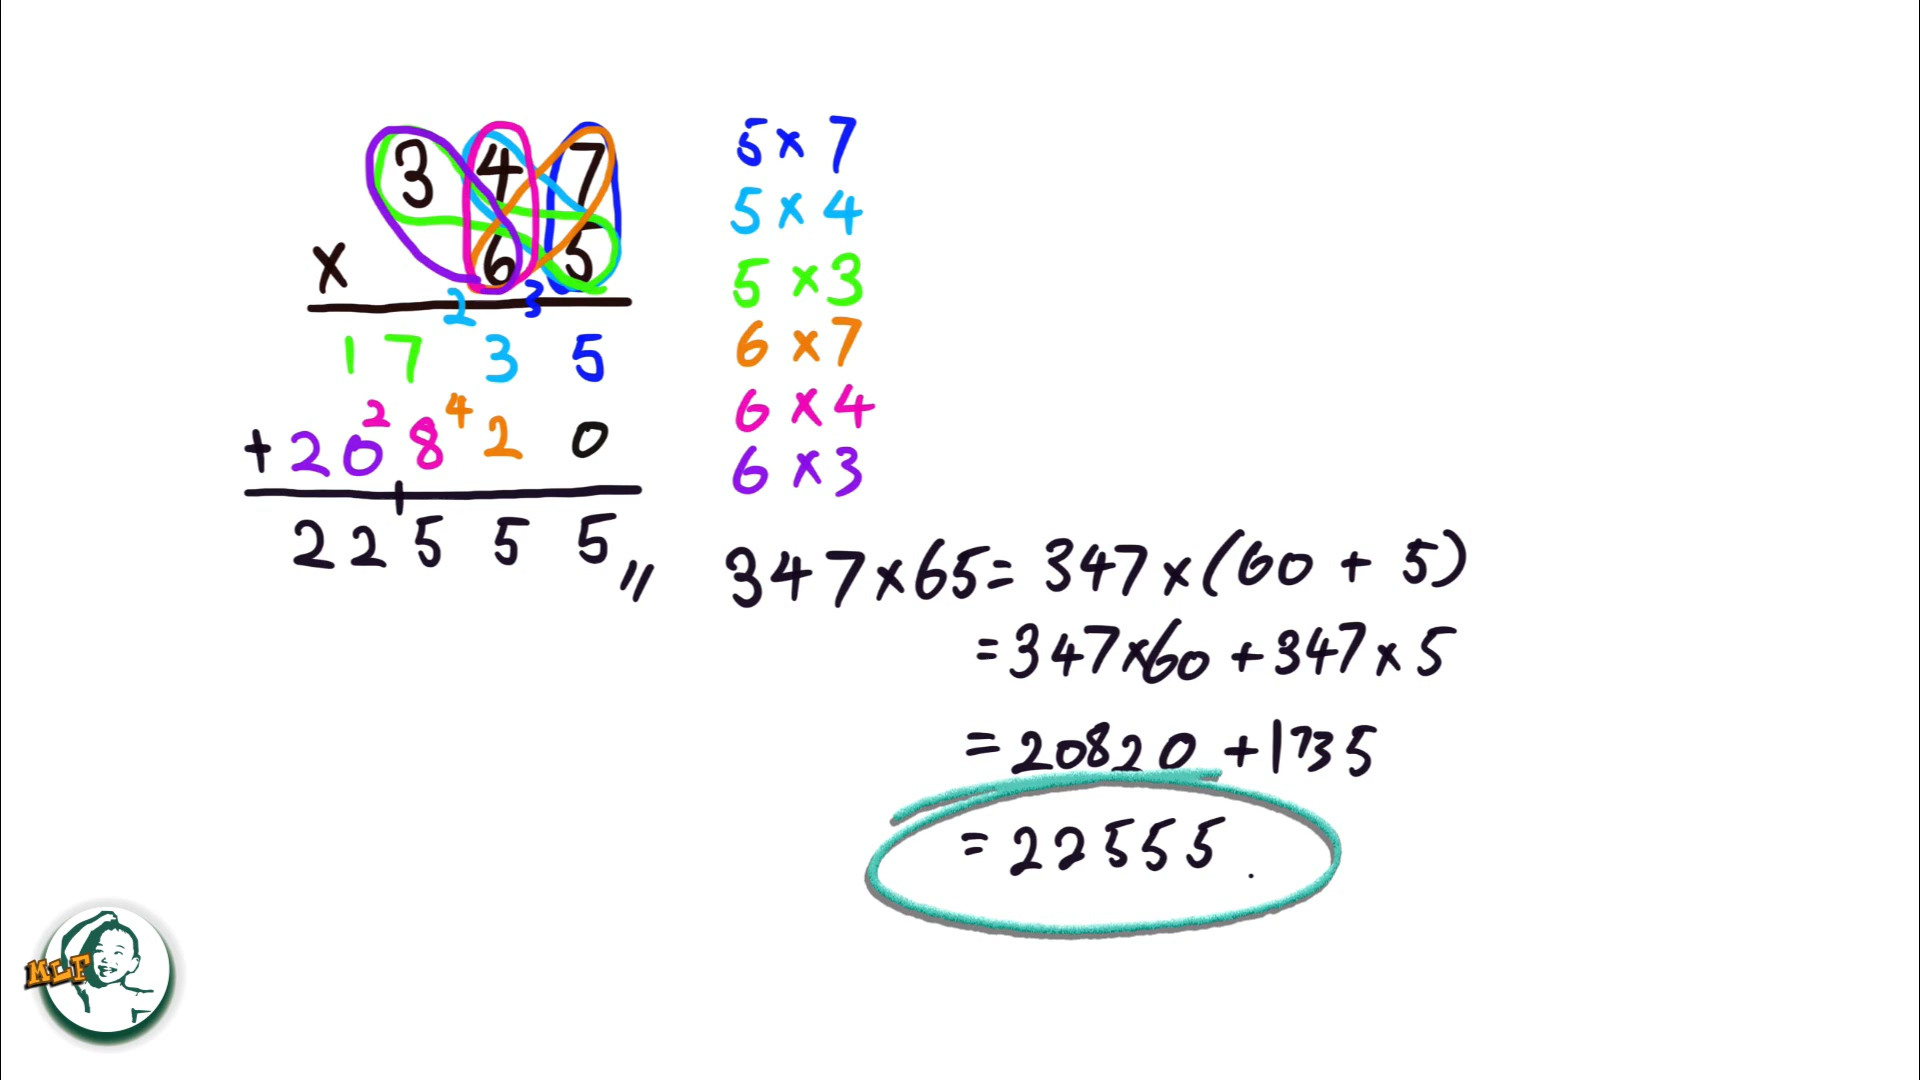 3 4 7
x 6 5
2 3
1 7 3 5
2 4
+ 2 0 8 2 0
2 2 5 5 5 〃
5 x 7
5 x 4
5 x 3
6 x 7
6 x 4
6 x 3
347 x 65 = 347 x (60 + 5)
= 347 x 60 + 347 x 5
= 20820 + 1735
= 22555 .
MLF